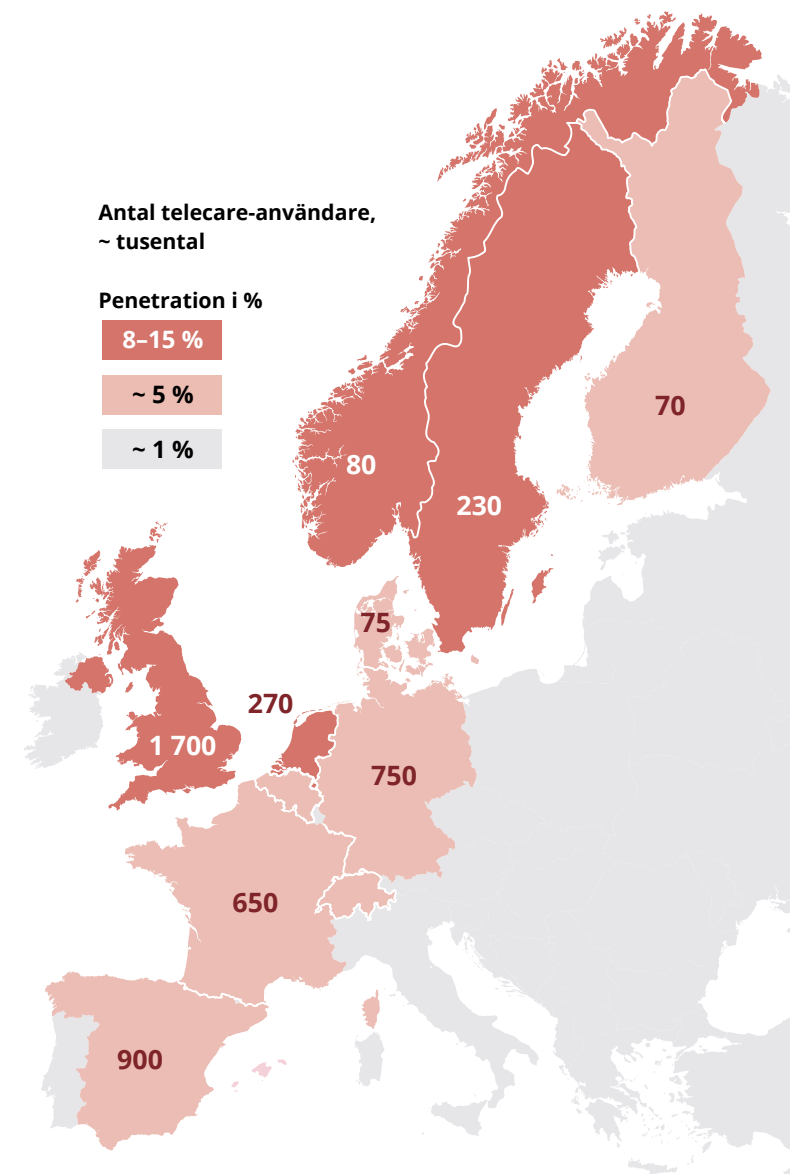 Antal telecare-användare,
~ tusental
Penetration i %
8–15 %
~ 5 %
~ 1 %
70
80
230
75
270
1 700
750
650
900